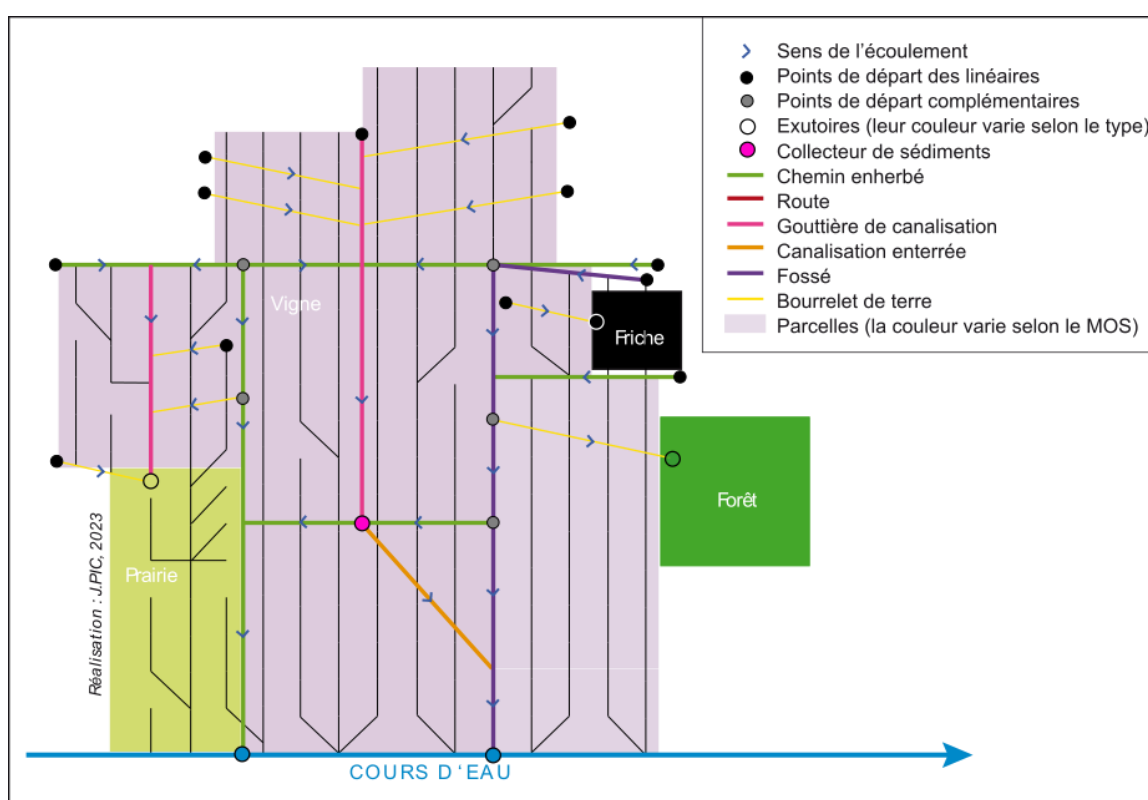 Sens de l'écoulement
Points de départ des linéaires
Points de départ complémentaires
Exutoires (leur couleur varie selon le type)
Collecteur de sédiments
Chemin enherbé
Route
Gouttière de canalisation
Canalisation enterrée
Fossé
Bourrelet de terre
Parcelles (la couleur varie selon le MOS)
Vigne
Friche
Forêt
Prairie
Réalisation : J.PIC, 2023
COURS D 'EAU